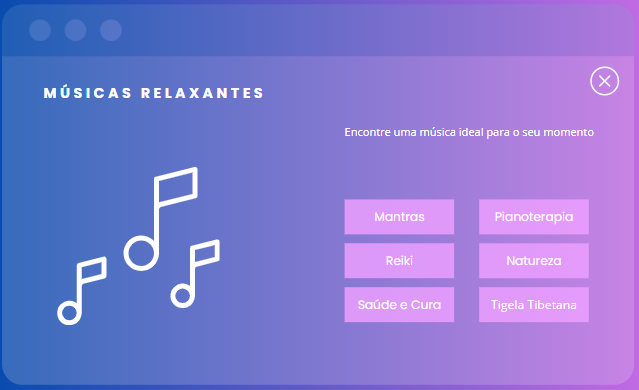 MÚSICAS RELAXANTES
Encontre uma música ideal para o seu momento
Mantras
Pianoterapia
Reiki
Natureza
Saúde e Cura
Tigela Tibetana